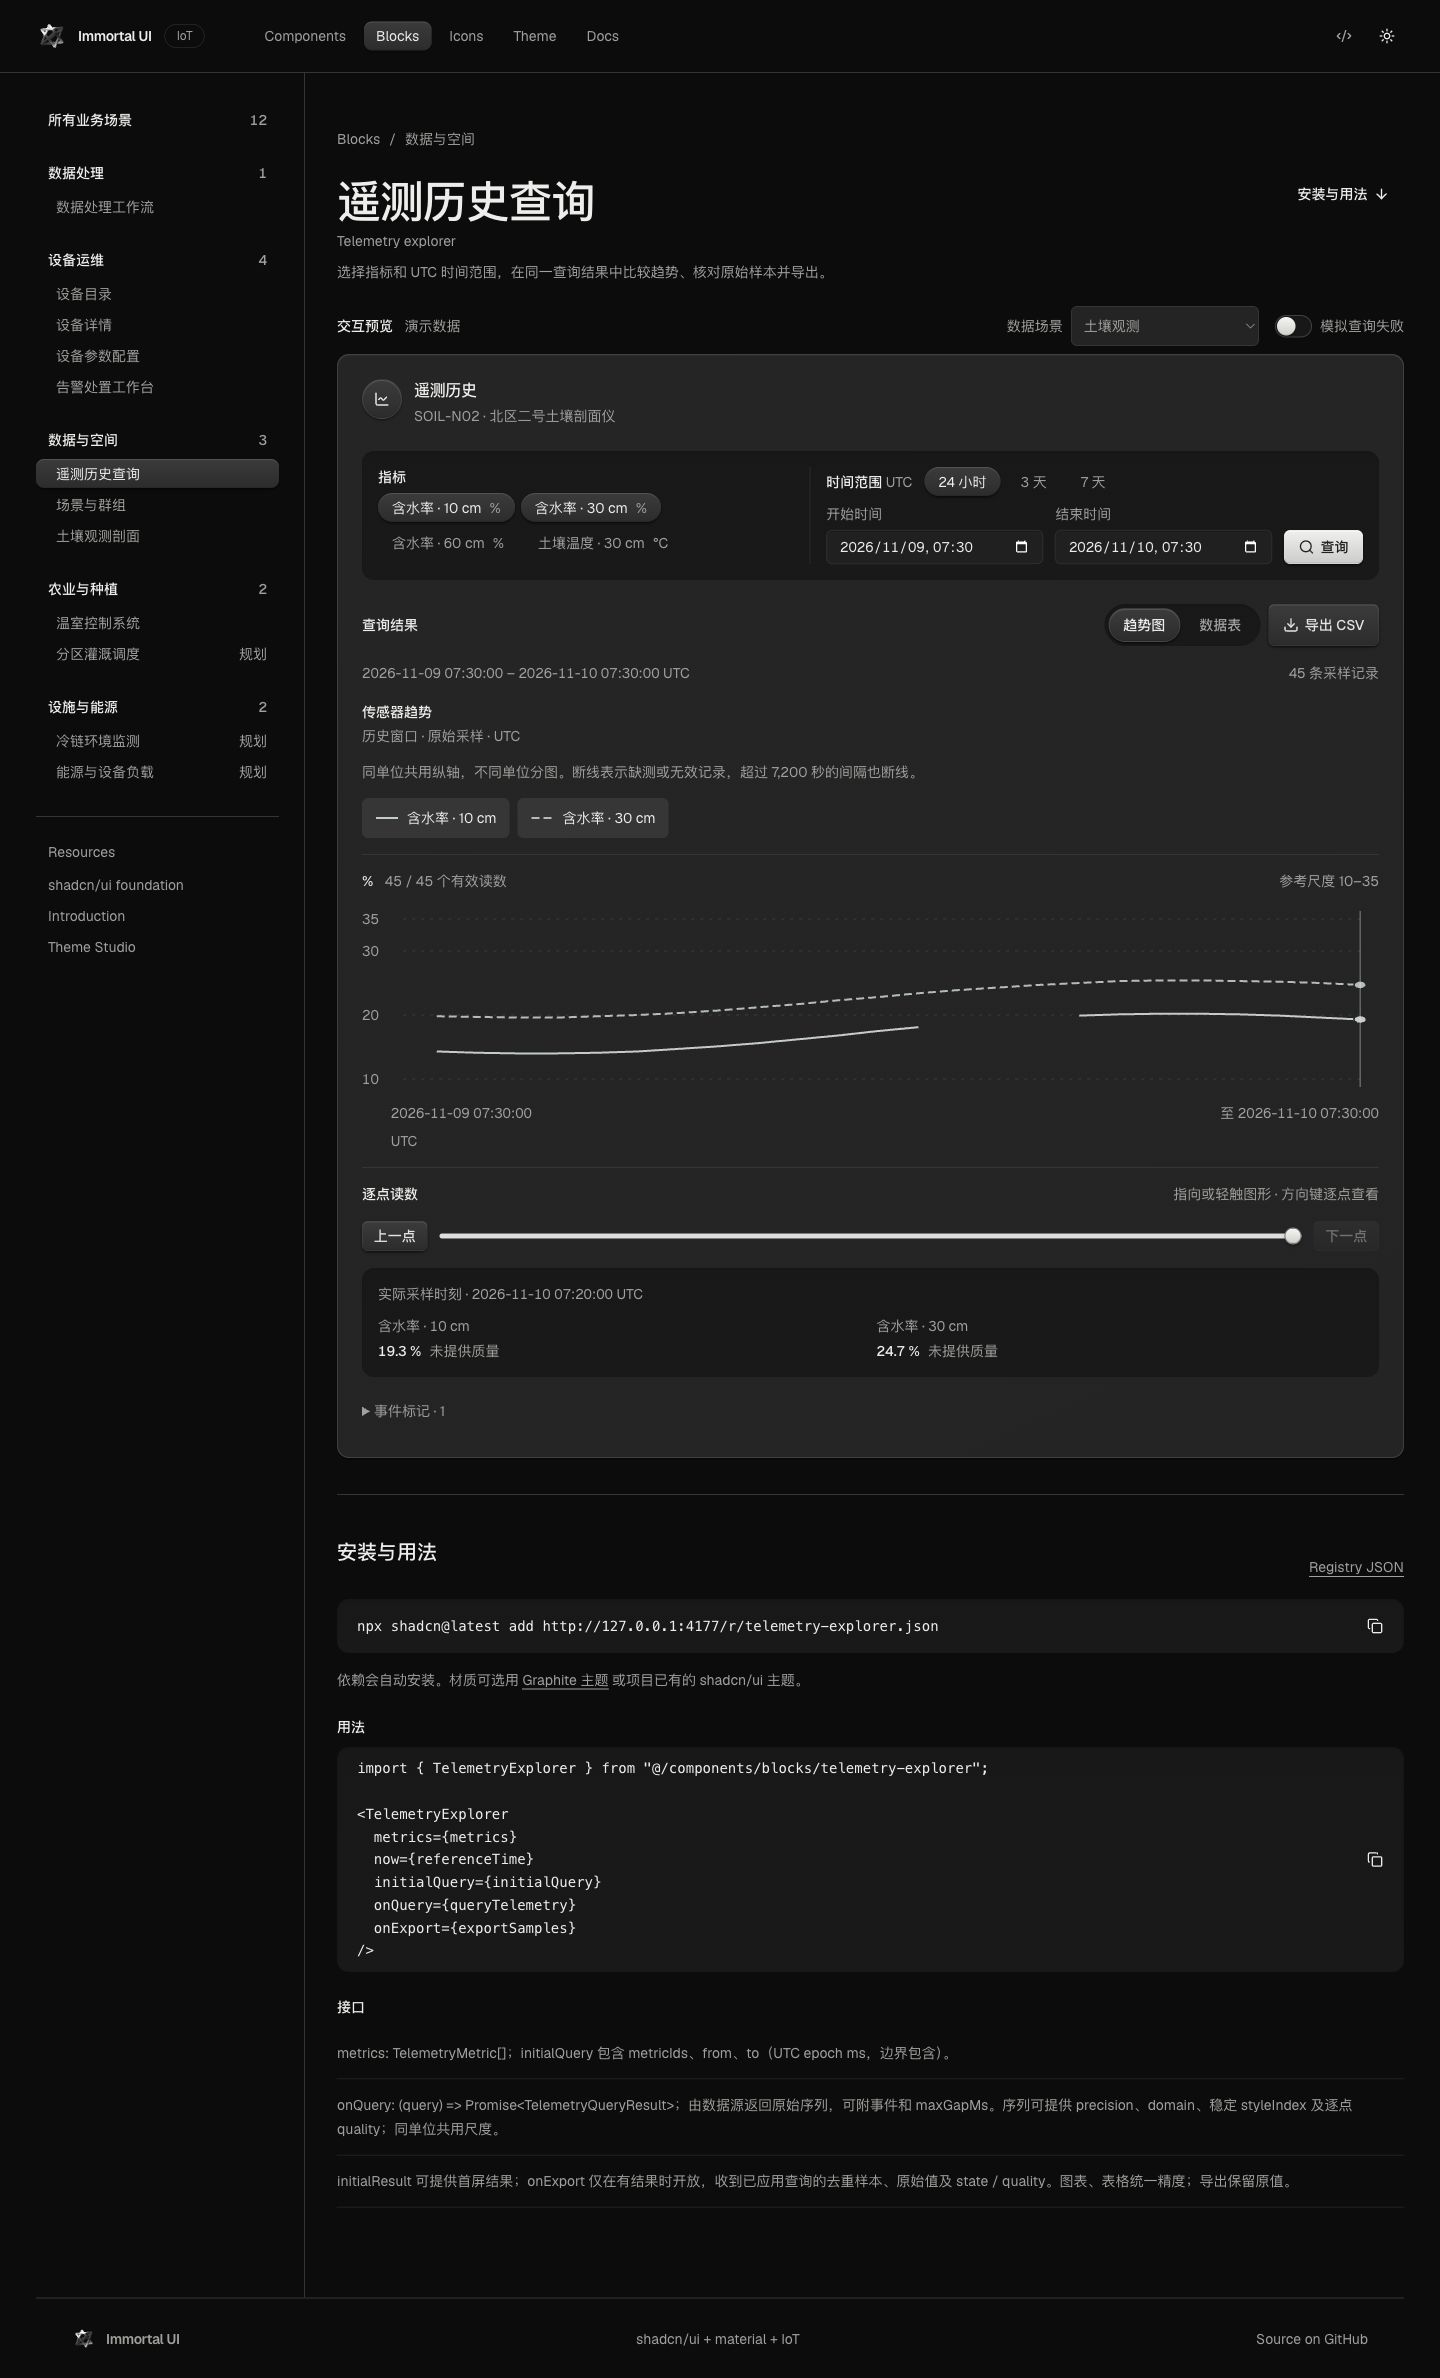 Immortal UI IoT Components Blocks Icons Theme Docs
所有业务场景 12
数据处理 1
数据处理工作流
设备运维 4
设备目录
设备详情
设备参数配置
告警处置工作台
数据与空间 3
遥测历史查询
场景与群组
土壤观测剖面
农业与种植 2
温室控制系统
分区灌溉调度 规划
设施与能源 2
冷链环境监测 规划
能源与设备负载 规划
Resources
shadcn/ui foundation
Introduction
Theme Studio
Blocks / 数据与空间
遥测历史查询
安装与用法 ↓
Telemetry explorer
选择指标和 UTC 时间范围，在同一查询结果中比较趋势、核对原始样本并导出。
交互预览 演示数据 数据场景 土壤观测 模拟查询失败
遥测历史
SOIL-N02 · 北区二号土壤剖面仪
指标
含水率 · 10 cm % 含水率 · 30 cm %
含水率 · 60 cm % 土壤温度 · 30 cm °C
时间范围 UTC 24 小时 3 天 7 天
开始时间 结束时间
2026/11/09, 07:30 2026/11/10, 07:30 查询
查询结果 趋势图 数据表 导出 CSV
2026-11-09 07:30:00 – 2026-11-10 07:30:00 UTC 45 条采样记录
传感器趋势
历史窗口 · 原始采样 · UTC
同单位共用纵轴，不同单位分图。断线表示缺测或无效记录，超过 7,200 秒的间隔也断线。
含水率 · 10 cm 含水率 · 30 cm
% 45 / 45 个有效读数 参考尺度 10–35
35
30
20
10
2026-11-09 07:30:00 至 2026-11-10 07:30:00
UTC
逐点读数 指向或轻触图形 · 方向键逐点查看
上一点 下一点
实际采样时刻 · 2026-11-10 07:20:00 UTC
含水率 · 10 cm 含水率 · 30 cm
19.3 % 未提供质量 24.7 % 未提供质量
▶ 事件标记 · 1
安装与用法
Registry JSON
npx shadcn@latest add http://127.0.0.1:4177/r/telemetry-explorer.json
依赖会自动安装。材质可选用 Graphite 主题 或项目已有的 shadcn/ui 主题。
用法
import { TelemetryExplorer } from "@/components/blocks/telemetry-explorer";
<TelemetryExplorer
metrics={metrics}
now={referenceTime}
initialQuery={initialQuery}
onQuery={queryTelemetry}
onExport={exportSamples}
/>
接口
metrics: TelemetryMetric[]；initialQuery 包含 metricIds、from、to（UTC epoch ms，边界包含）。
onQuery: (query) => Promise<TelemetryQueryResult>；由数据源返回原始序列，可附事件和 maxGapMs。序列可提供 precision、domain、稳定 styleIndex 及逐点
quality；同单位共用尺度。
initialResult 可提供首屏结果；onExport 仅在有结果时开放，收到已应用查询的去重样本、原始值及 state / quality。图表、表格统一精度；导出保留原值。
Immortal UI shadcn/ui + material + IoT Source on GitHub